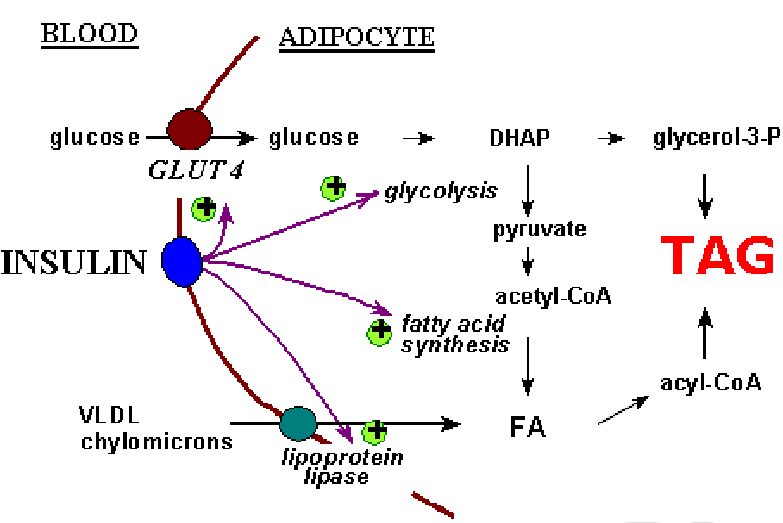 BLOOD
ADIPOCYTE
glucose
glucose
DHAP
glycerol-3-P
GLUT 4
+
+
glycolysis
pyruvate
TAG
INSULIN
acetyl-CoA
+
fatty acid
synthesis
acyl-CoA
VLDL
chylomicrons
+
FA
lipoprotein
lipase